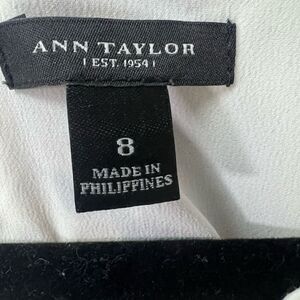 ANN TAYLOR
| EST. 1954 |
8
MADE IN
PHILIPPINES